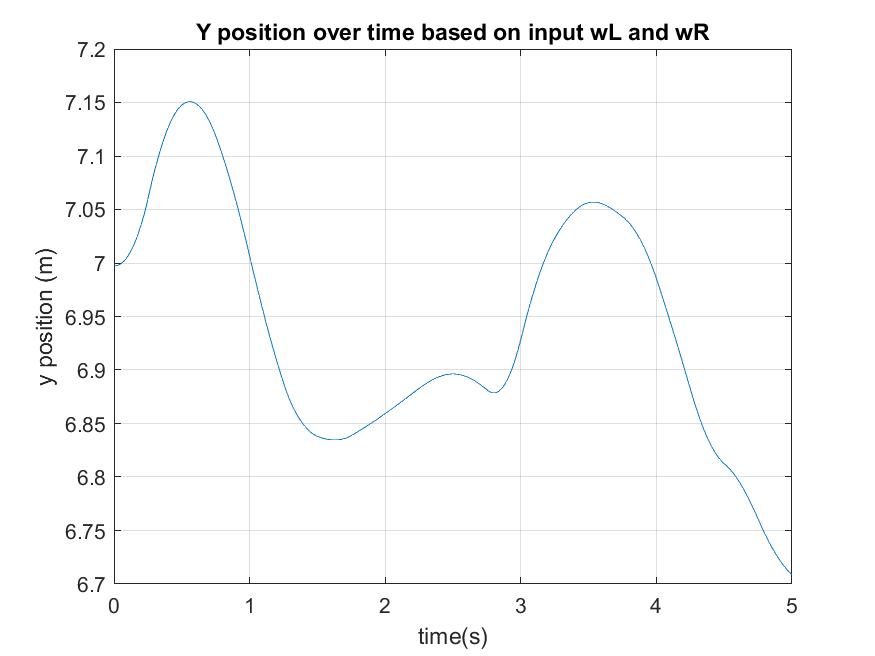 Y position over time based on input wL and wR
7.2
7.15
7.1
7.05
7
6.95
6.9
6.85
6.8
6.75
6.7
y position (m)
0 1 2 3 4 5
time(s)